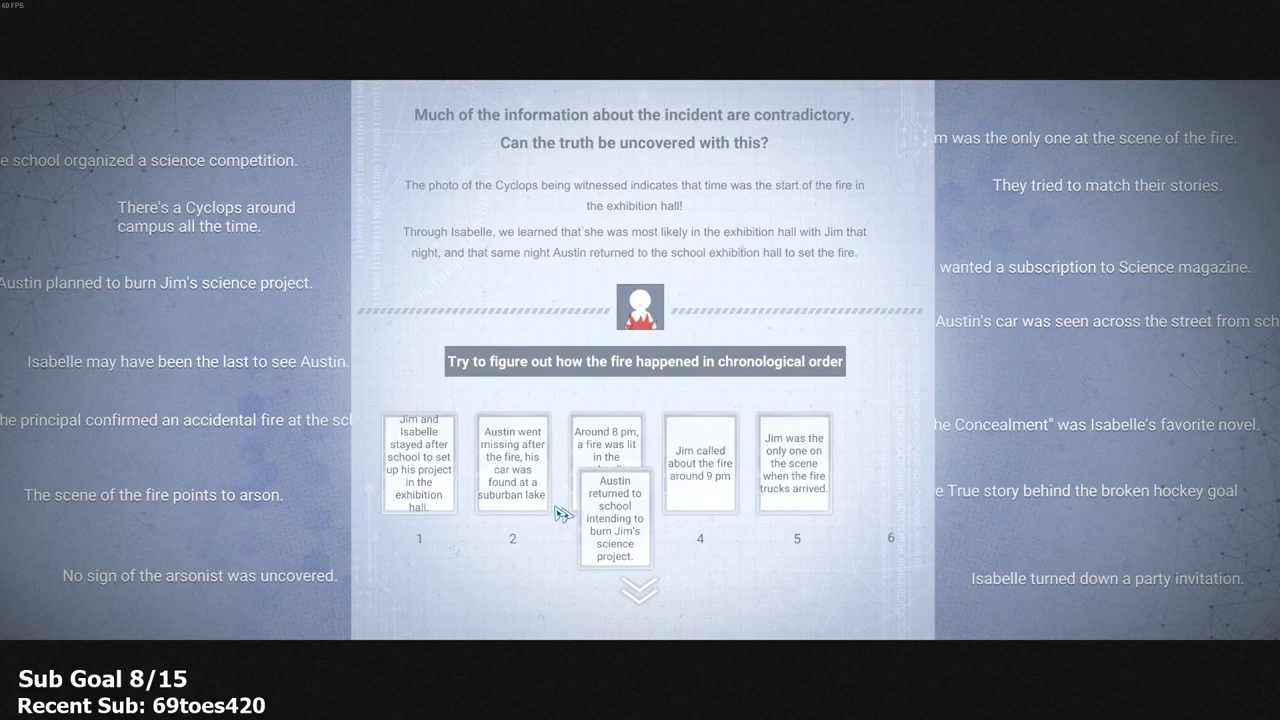 60 FPS
Much of the information about the incident are contradictory.
Can the truth be uncovered with this?
The photo of the Cyclops being witnessed indicates that time was the start of the fire in
the exhibition hall!
Through Isabelle, we learned that she was most likely in the exhibition hall with Jim that
night, and that same night Austin returned to the school exhibition hall to set the fire.
e school organized a science competition.
There's a Cyclops around
campus all the time.
Austin planned to burn Jim's science project.
Isabelle may have been the last to see Austin.
he principal confirmed an accidental fire at the scl
The scene of the fire points to arson.
No sign of the arsonist was uncovered.
m was the only one at the scene of the fire.
They tried to match their stories.
wanted a subscription to Science magazine.
Austin's car was seen across the street from sch
he Concealment" was Isabelle's favorite novel.
e True story behind the broken hockey goal
Isabelle turned down a party invitation.
Try to figure out how the fire happened in chronological order
Jim and
Isabelle
stayed after
school to set
up his project
in the
exhibition
hall.
Austin went
missing after
the fire, his
car was
found at a
suburban lake
Around 8 pm,
a fire was lit
in the
Austin
returned to
school
intending to
burn Jim's
science
project.
Jim called
about the fire
around 9 pm
Jim was the
only one on
the scene
when the fire
trucks arrived.
1
2
4
5
6
Sub Goal 8/15
Recent Sub: 69toes420